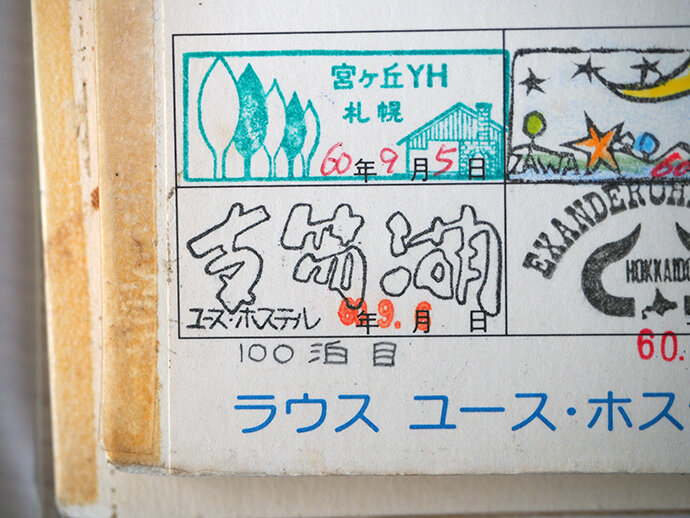 宮ヶ丘YH
札幌
60年9月5日
ZAWA
60
支笏湖
ユース・ホステル
60年9.月 日
EXANDER
HOKKAIDO
60.
100泊目
ラウス ユース・ホス